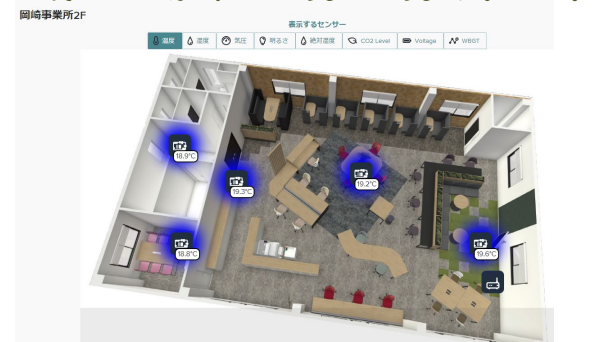 岡崎事業所2F
表示するセンサー
温度 湿度 気圧 明るさ 絶対湿度 CO2 Level Voltage WBGT
18.9°C
19.3°C
19.2°C
18.8°C
19.6°C